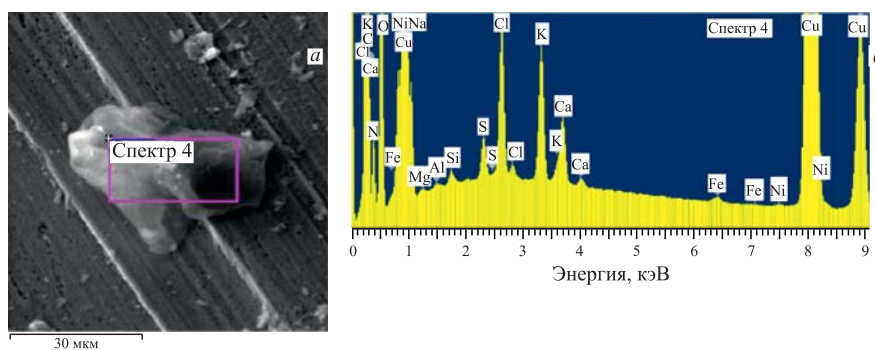 а
Спектр 4
30 мкм
Спектр 4
K
C
Cl
Ca
N
O
Fe
NiNa
Cu
Mg
Al
Si
S
S
Cl
Cl
K
K
Ca
Ca
Fe
Fe
Ni
Cu
Ni
Cu
0 1 2 3 4 5 6 7 8 9
Энергия, кэВ